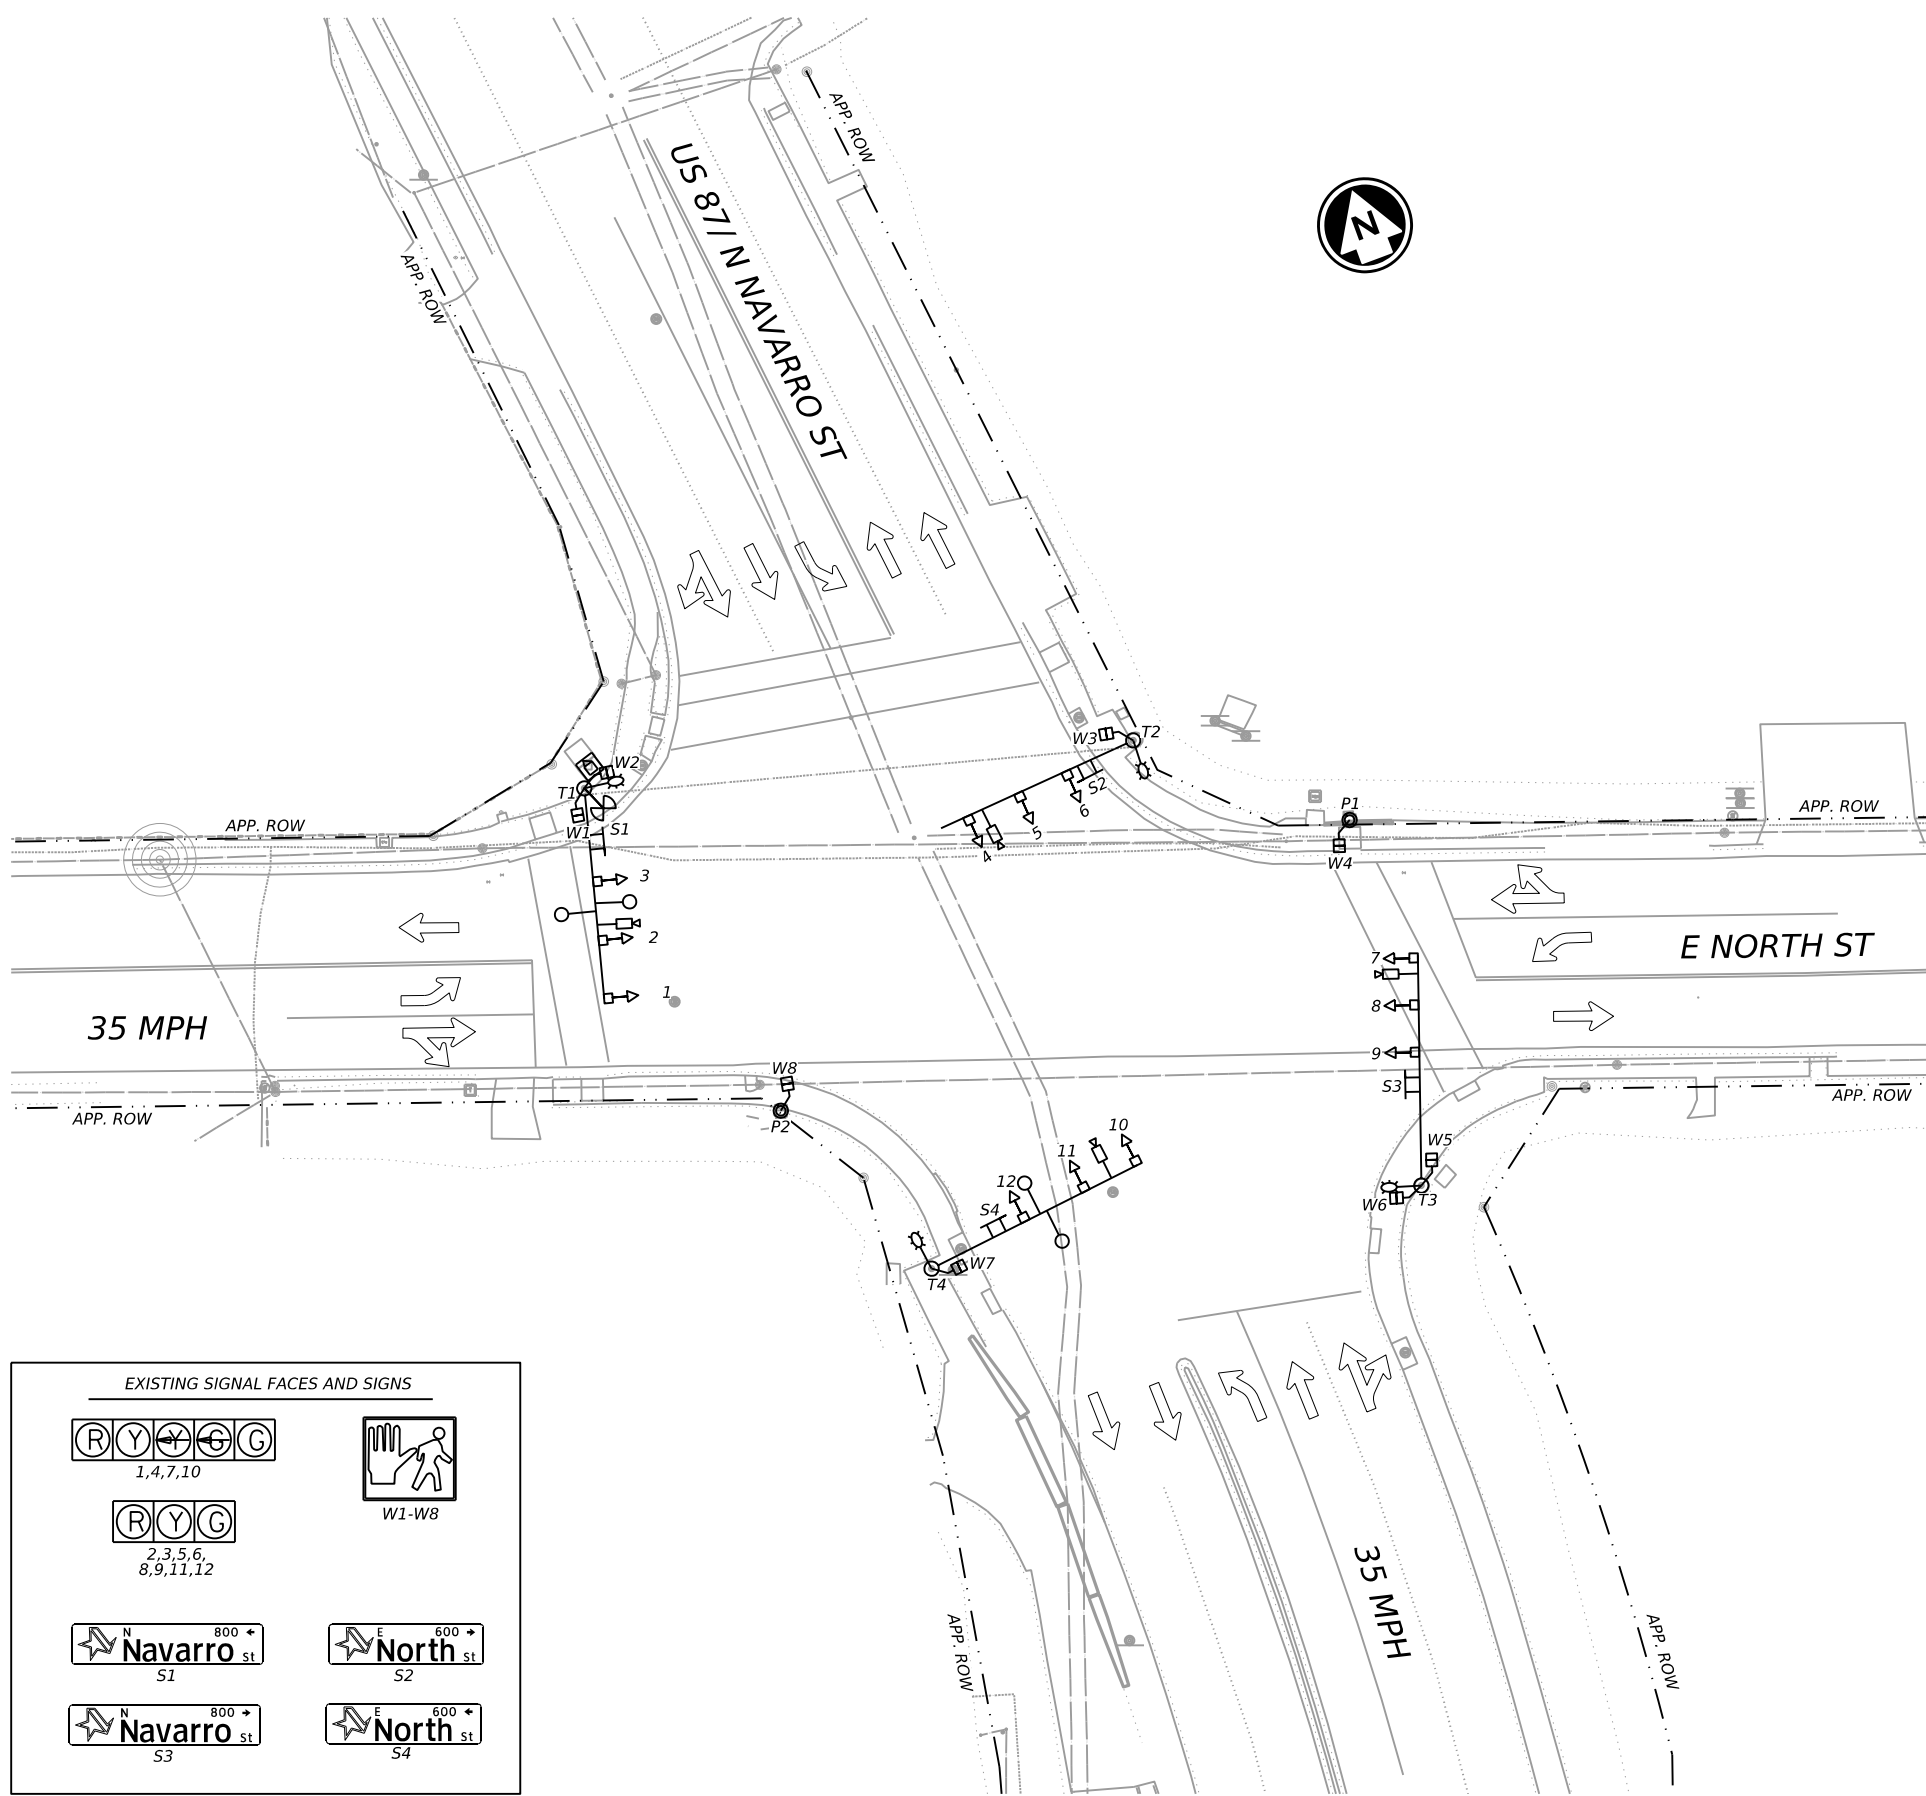 APP. ROW
US 87/ N NAVARRO ST
N
APP. ROW
W3
T2
S2
6
5
4
W2
T1
W1
S1
P1
W4
APP. ROW
APP. ROW
3
2
1
7
8
9
S3
E NORTH ST
35 MPH
W8
P2
APP. ROW
APP. ROW
10
11
12
S4
W5
W6
T3
W7
T4
35 MPH
APP. ROW
APP. ROW
EXISTING SIGNAL FACES AND SIGNS
R Y Y G G
1,4,7,10
W1-W8
R Y G
2,3,5,6,
8,9,11,12
N 800
Navarro St
S1
E 600
North St
S2
N 800
Navarro St
S3
E 600
North St
S4